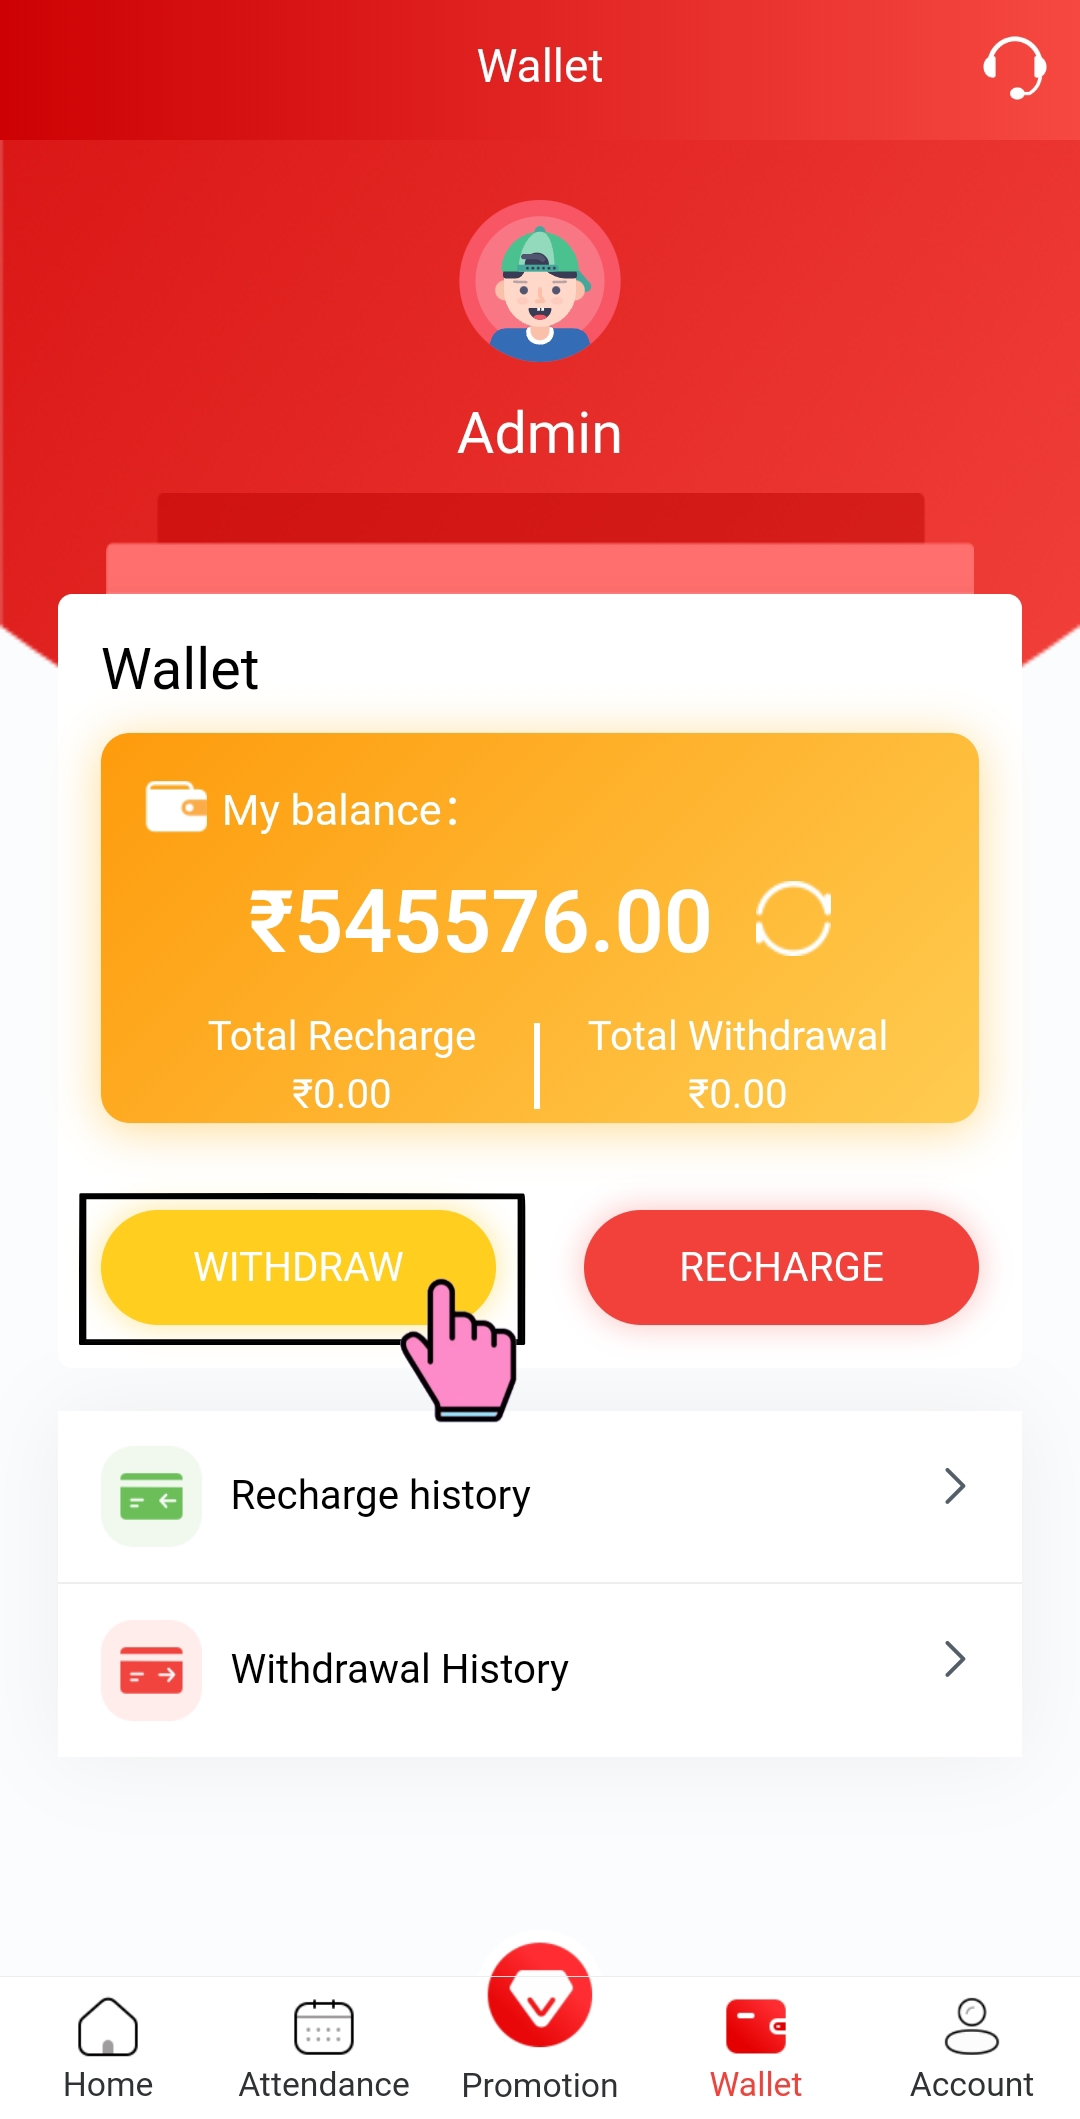 Wallet
Admin
Wallet
My balance：
₹545576.00
Total Recharge
Total Withdrawal
₹0.00
₹0.00
WITHDRAW
RECHARGE
Recharge history
Withdrawal History
Home
Attendance
Promotion
Wallet
Account